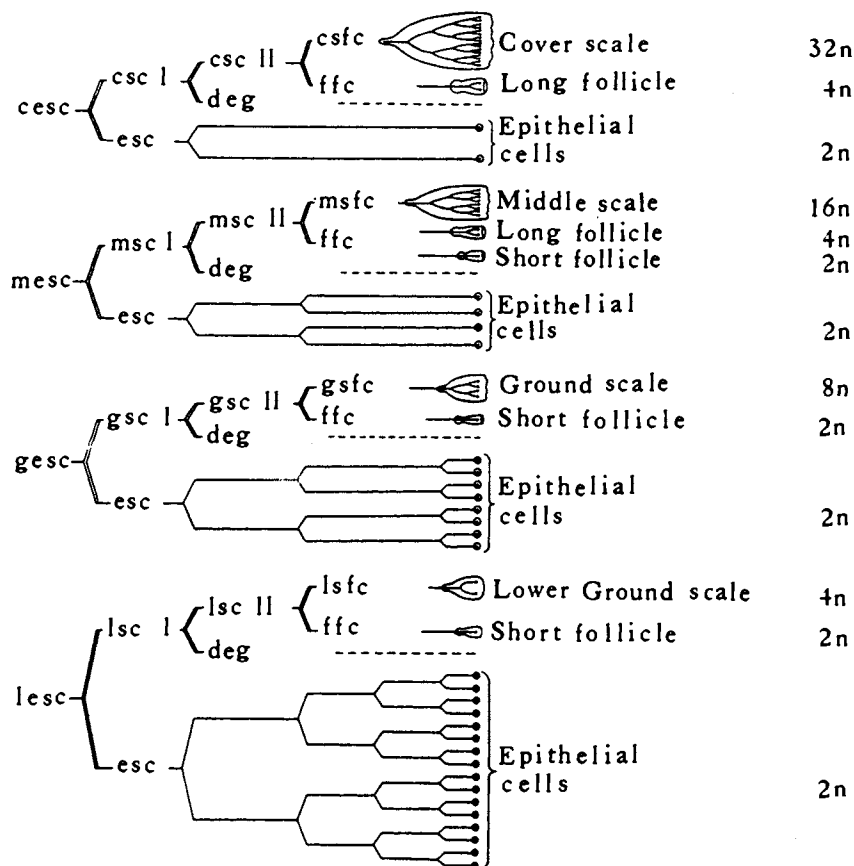 csfc Cover scale 32n
csc I csc II
ffc Long follicle 4n
cesc deg
esc Epithelial cells 2n
msfc Middle scale 16n
msc I msc II
ffc Long follicle 4n
Short follicle 2n
mesc deg
esc Epithelial cells 2n
gsfc Ground scale 8n
gsc I gsc II
ffc Short follicle 2n
deg
gesc
esc Epithelial cells 2n
lsfc Lower Ground scale 4n
lsc I lsc II
ffc Short follicle 2n
deg
lesc
esc Epithelial cells 2n